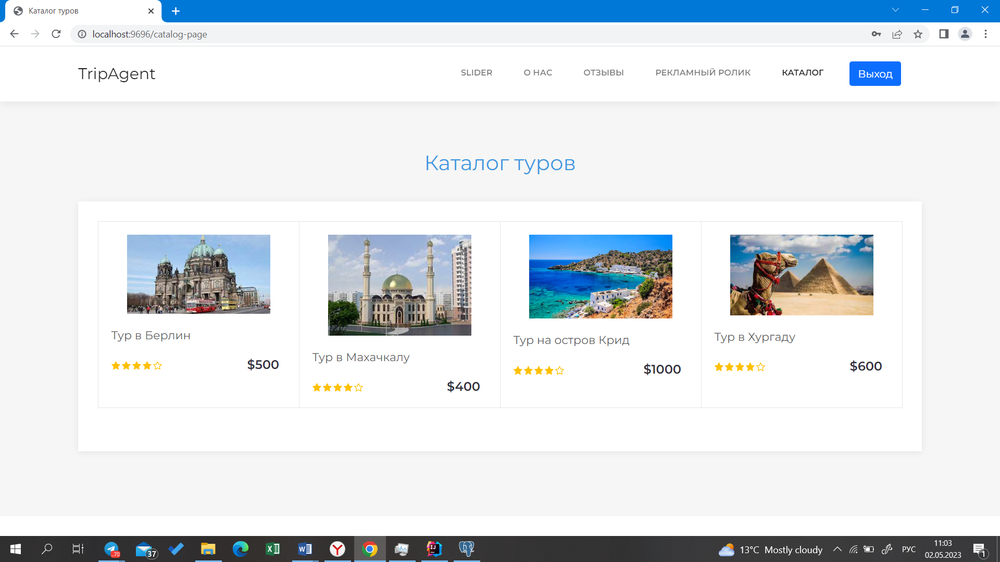 Каталог туров
localhost:9696/catalog-page
TripAgent
SLIDER
О НАС
ОТЗЫВЫ
РЕКЛАМНЫЙ РОЛИК
КАТАЛОГ
Выход
Каталог туров
Тур в Берлин
$500
Тур в Махачкалу
$400
Тур на остров Крид
$1000
Тур в Хургаду
$600
..70
37
13°C Mostly cloudy
РУС
11:03
02.05.2023
1